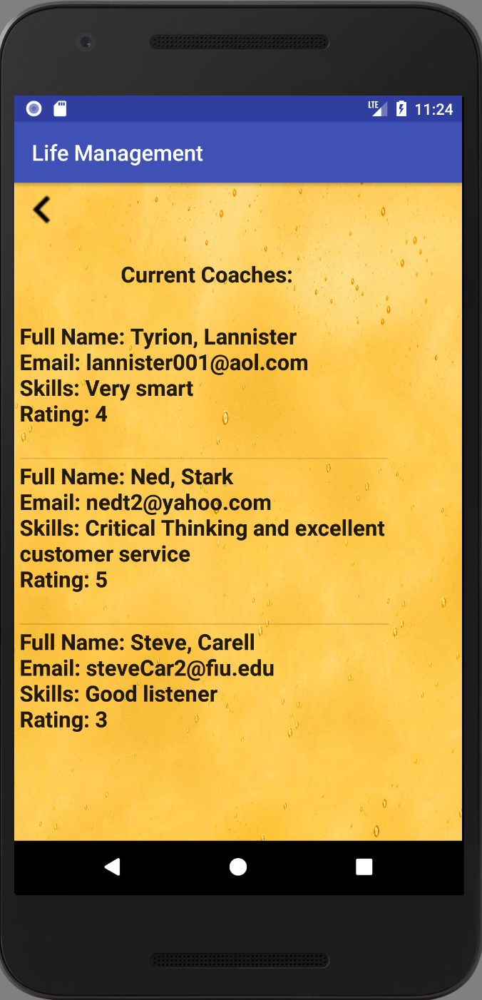 LTE 11:24
Life Management
Current Coaches:
Full Name: Tyrion, Lannister
Email: lannister001@aol.com
Skills: Very smart
Rating: 4
Full Name: Ned, Stark
Email: nedt2@yahoo.com
Skills: Critical Thinking and excellent
customer service
Rating: 5
Full Name: Steve, Carell
Email: steveCar2@fiu.edu
Skills: Good listener
Rating: 3